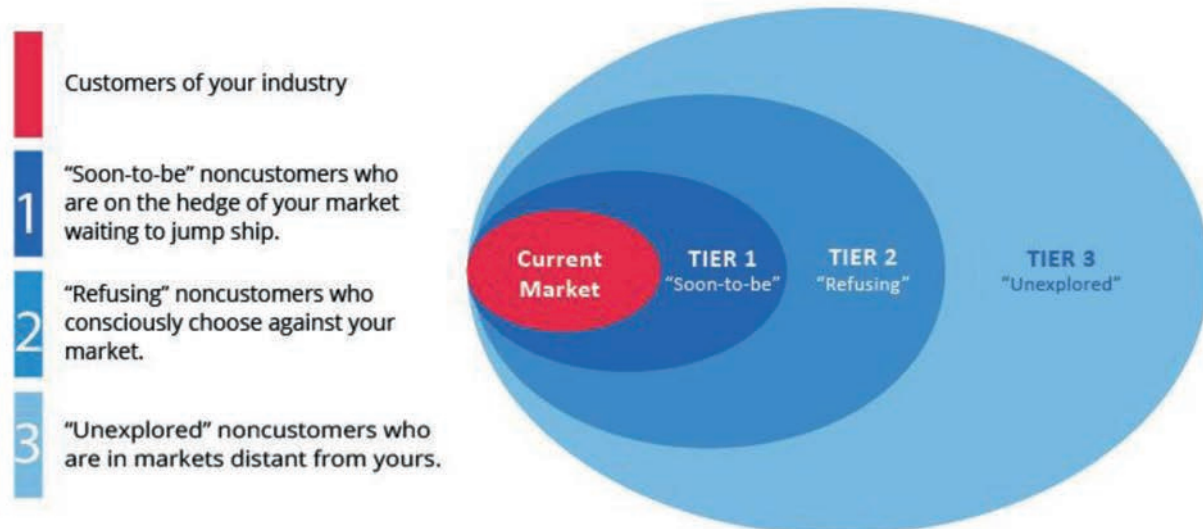 Customers of your industry
1
“Soon-to-be” noncustomers who
are on the hedge of your market
waiting to jump ship.
2
“Refusing” noncustomers who
consciously choose against your
market.
3
“Unexplored” noncustomers who
are in markets distant from yours.
Current
Market
TIER 1
“Soon-to-be”
TIER 2
“Refusing”
TIER 3
“Unexplored”